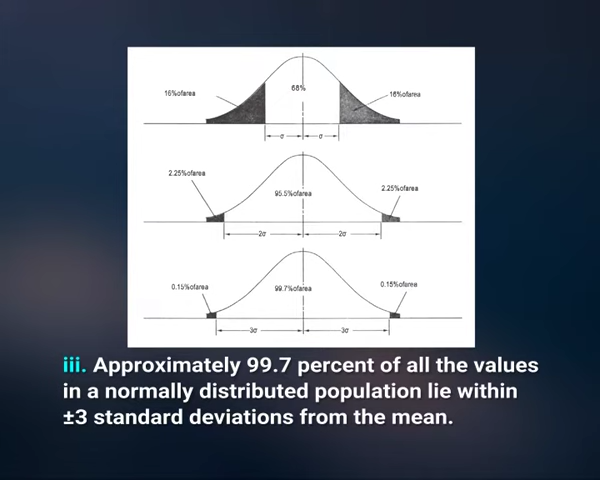 16%ofarea
68%
16%ofarea
σ
σ
2.25%ofarea
95.5%ofarea
2.25%ofarea
2σ
2σ
0.15%ofarea
99.7%ofarea
0.15%ofarea
3σ
3σ
iii. Approximately 99.7 percent of all the values
in a normally distributed population lie within
±3 standard deviations from the mean.